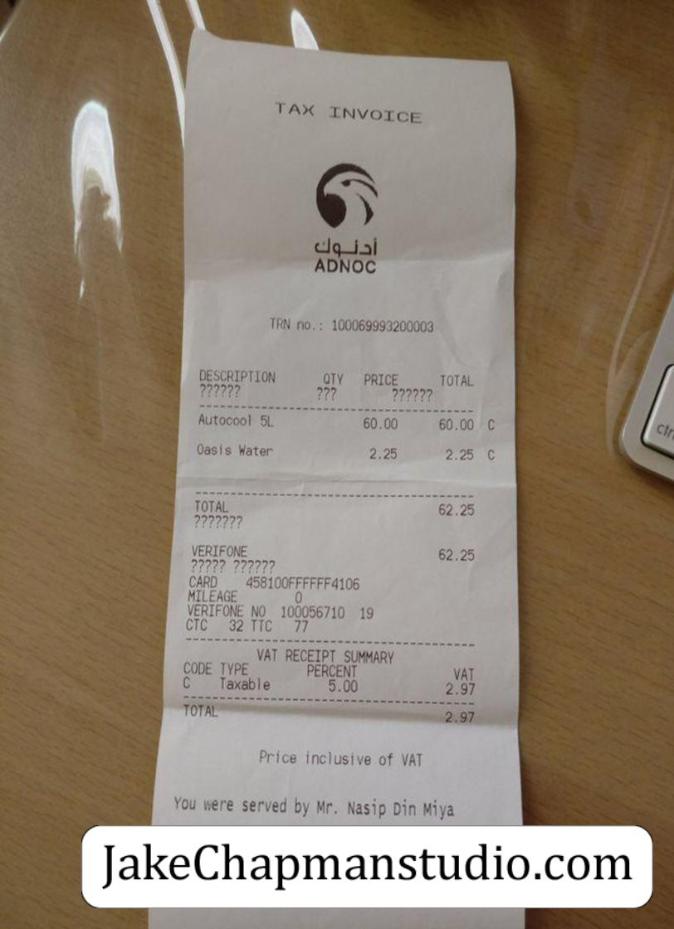 TAX INVOICE
أدنوك
ADNOC
TRN no.: 100069993200003
DESCRIPTION QTY PRICE TOTAL
?????? ??? ??????
Autocool 5L 60.00 60.00 C
Oasis Water 2.25 2.25 C
TOTAL 62.25
???????
VERIFONE 62.25
????? ??????
CARD 458100FFFFFF4106
MILEAGE 0
VERIFONE NO 100056710 19
CTC 32 TTC 77
VAT RECEIPT SUMMARY
CODE TYPE PERCENT VAT
C Taxable 5.00 2.97
TOTAL 2.97
Price inclusive of VAT
You were served by Mr. Nasip Din Miya
JakeChapmanstudio.com
ctrl